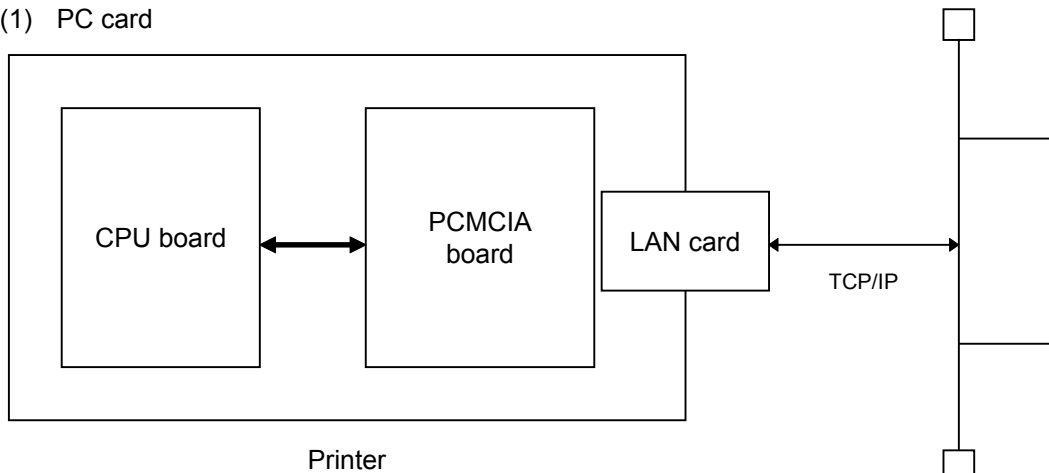 (1) PC card
CPU board
PCMCIA
board
LAN card
TCP/IP
Printer